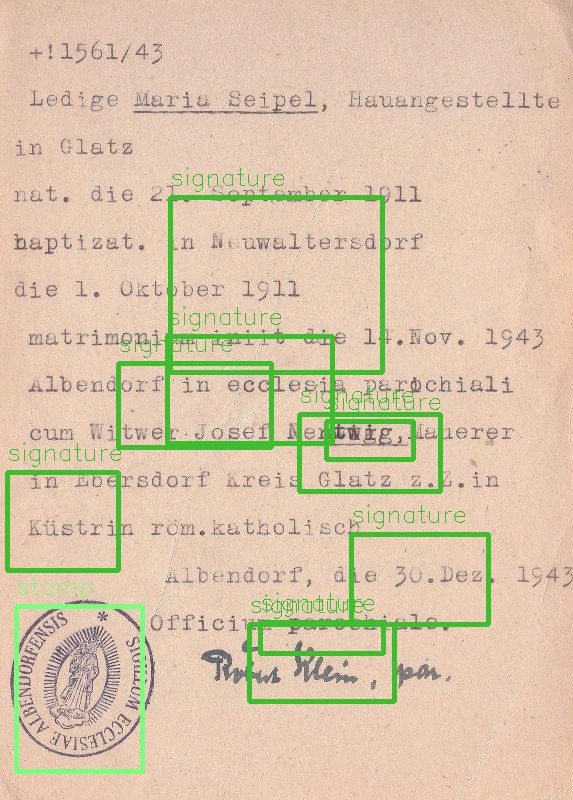 +!1561/43
Ledige Maria Seipel, Hauangestellte
in Glatz
nat. die 21. September 1911
baptizat. in Neuwaltersdorf
die 1. Oktober 1911
matrimonium iniit die 14.Nov. 1943
Albendorf in ecclesia parochiali
cum Witwer Josef Nentwig, Mauerer
in Ebersdorf Kreis Glatz z.Z.in
Küstrin röm.katholisch
Albendorf, die 30.Dez. 1943
Officium parochiale.
Robert Klein, par.
SIGILLUM ECCLESIAE ALBENDORFENSIS *
signature
signature
signature
signature
signature
signature
signature
signature
signature
stamp